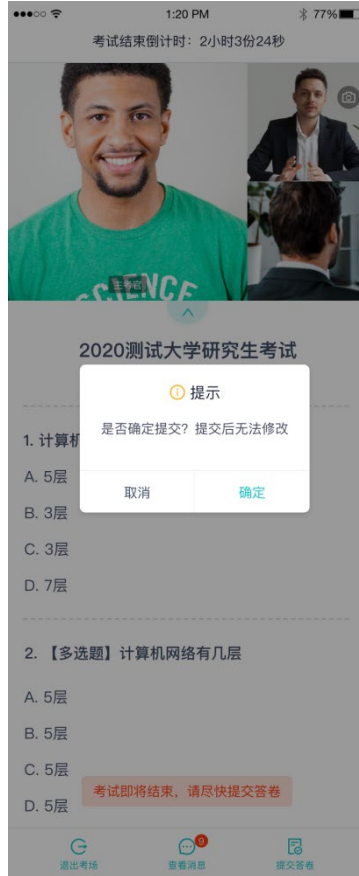 1:20 PM
77%
考试结束倒计时：2小时3份24秒
SCIENCE
2020测试大学研究生考试
提示
是否确定提交？提交后无法修改
取消
确定
1. 计算机
A. 5层
B. 3层
C. 3层
D. 7层
2. 【多选题】计算机网络有几层
A. 5层
B. 5层
C. 5层
考试即将结束，请尽快提交答卷
D. 5层
9
退出考场
查看消息
提交答卷